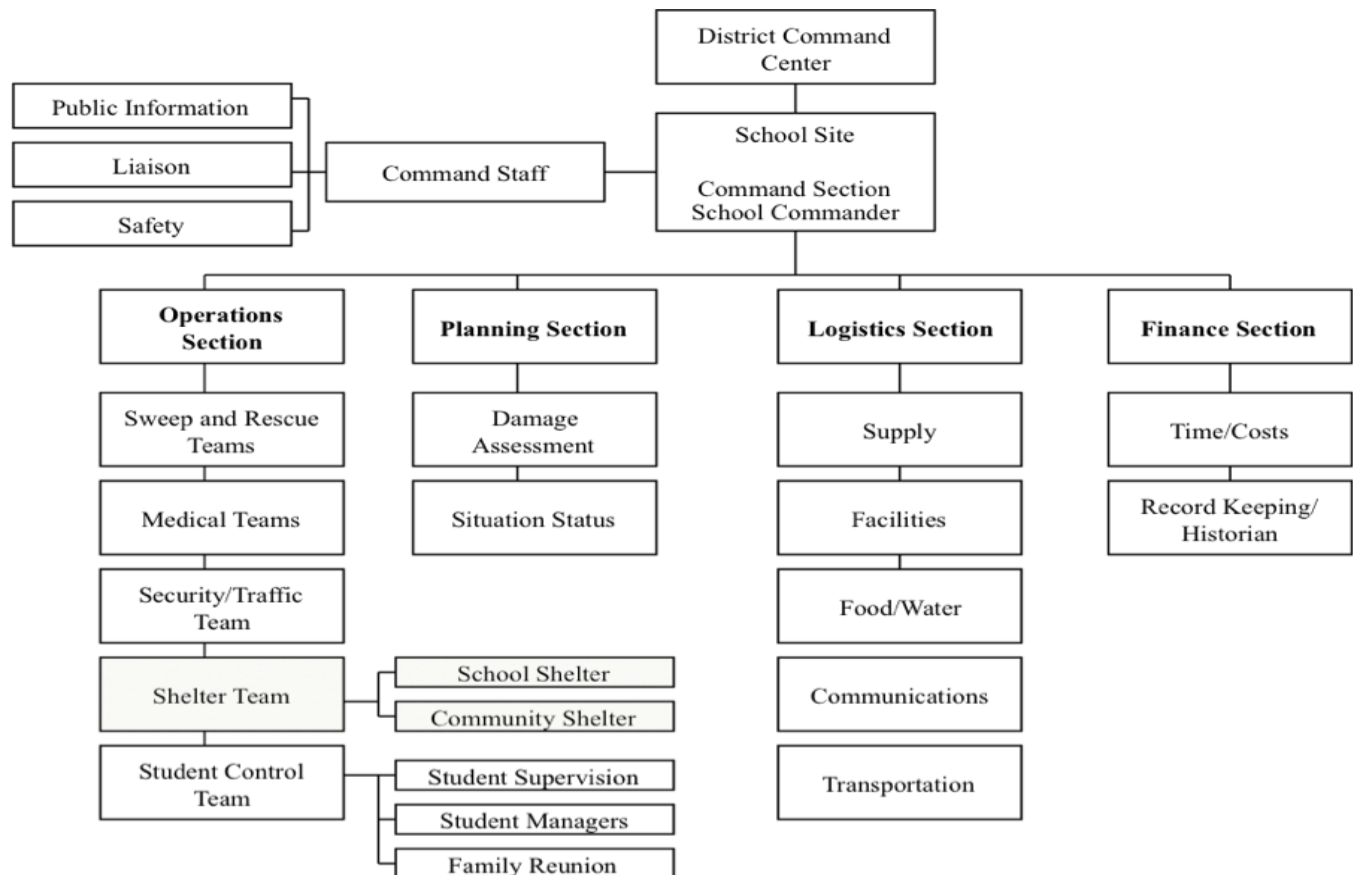 District Command
Center
Public Information
Liaison
Safety
Command Staff
School Site
Command Section
School Commander
Operations
Section
Planning Section
Logistics Section
Finance Section
Sweep and Rescue
Teams
Medical Teams
Security/Traffic
Team
Shelter Team
School Shelter
Community Shelter
Student Control
Team
Student Supervision
Student Managers
Family Reunion
Damage
Assessment
Situation Status
Supply
Facilities
Food/Water
Communications
Transportation
Time/Costs
Record Keeping/
Historian